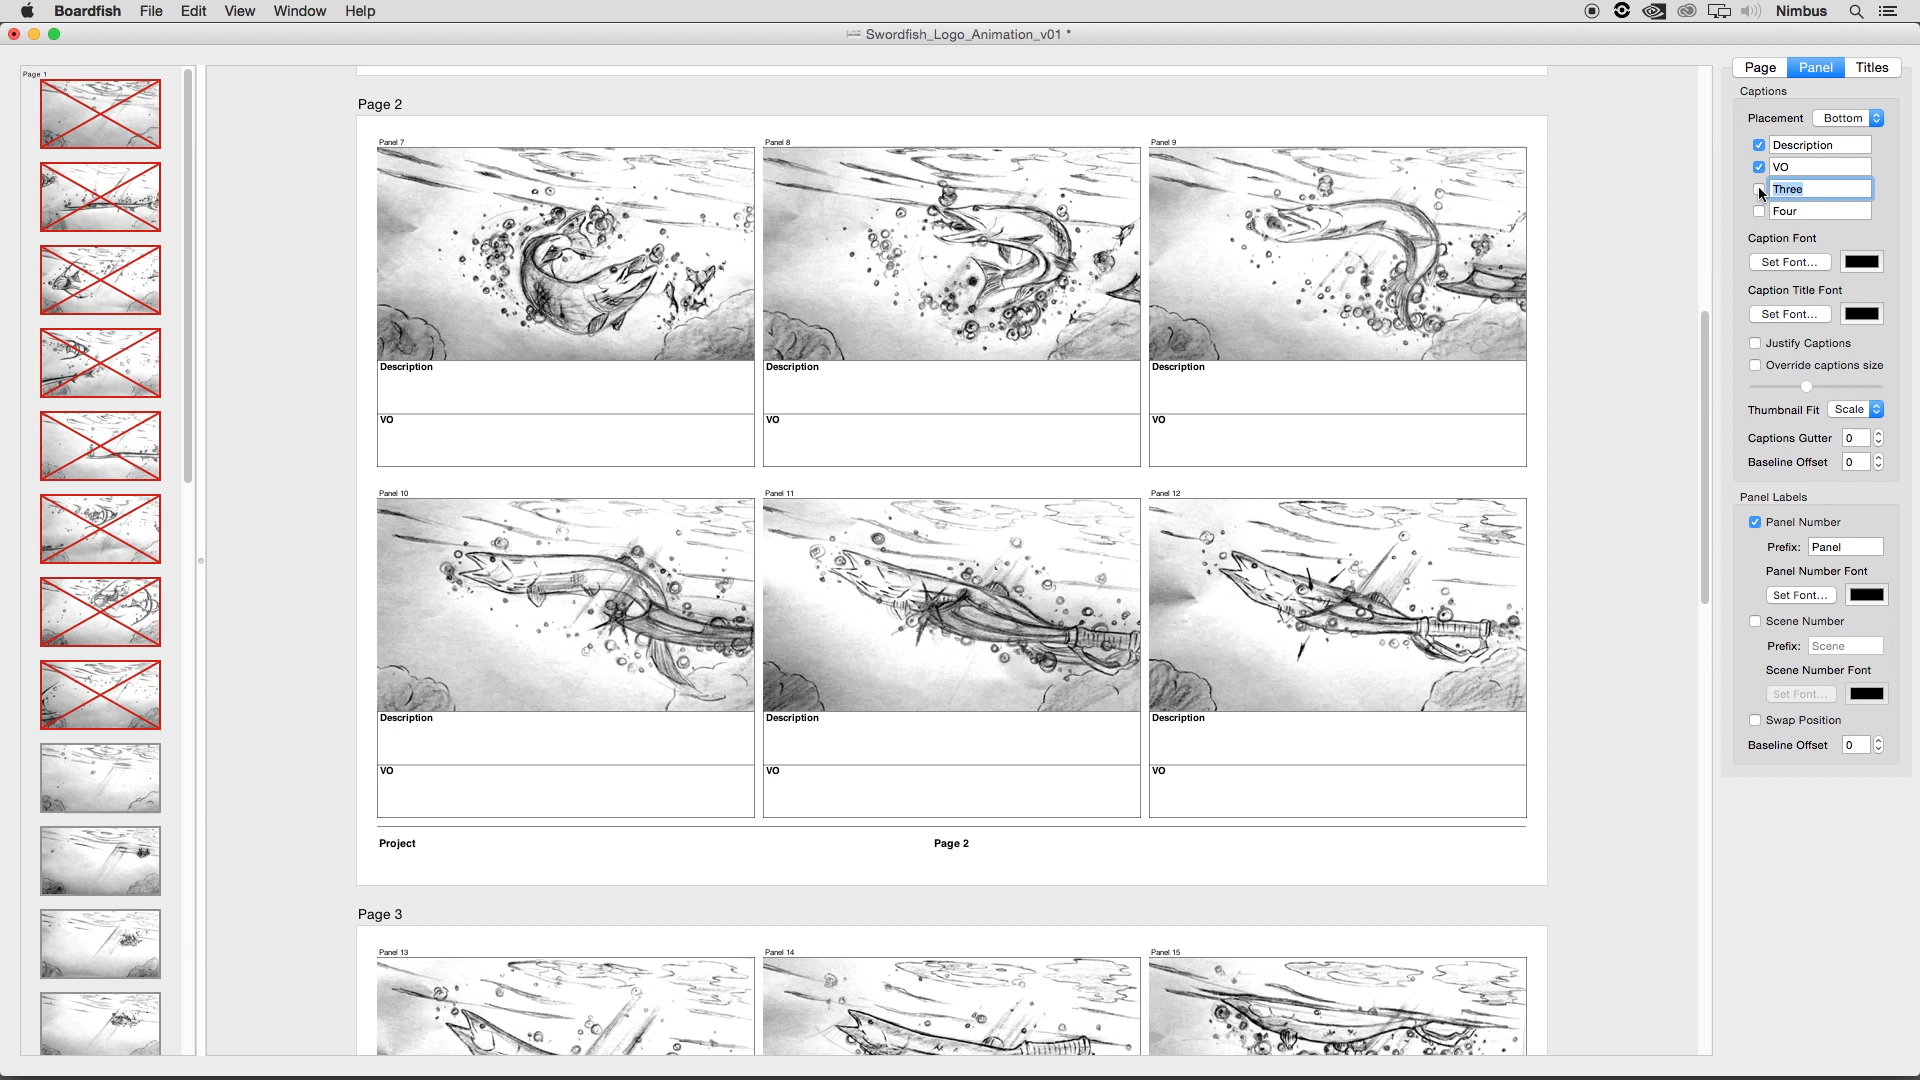 Boardfish File Edit View Window Help Nimbus
Swordfish_Logo_Animation_v01 *
Page 1
Page 2
Panel 7 Panel 8 Panel 9
Description Description Description
VO VO VO
Panel 10 Panel 11 Panel 12
Description Description Description
VO VO VO
Project Page 2
Page 3
Panel 13 Panel 14 Panel 15
Page Panel Titles
Captions
Placement Bottom
Description
VO
Three
Four
Caption Font
Set Font...
Caption Title Font
Set Font...
Justify Captions
Override captions size
Thumbnail Fit Scale
Captions Gutter 0
Baseline Offset 0
Panel Labels
Panel Number
Prefix: Panel
Panel Number Font
Set Font...
Scene Number
Prefix: Scene
Scene Number Font
Set Font...
Swap Position
Baseline Offset 0